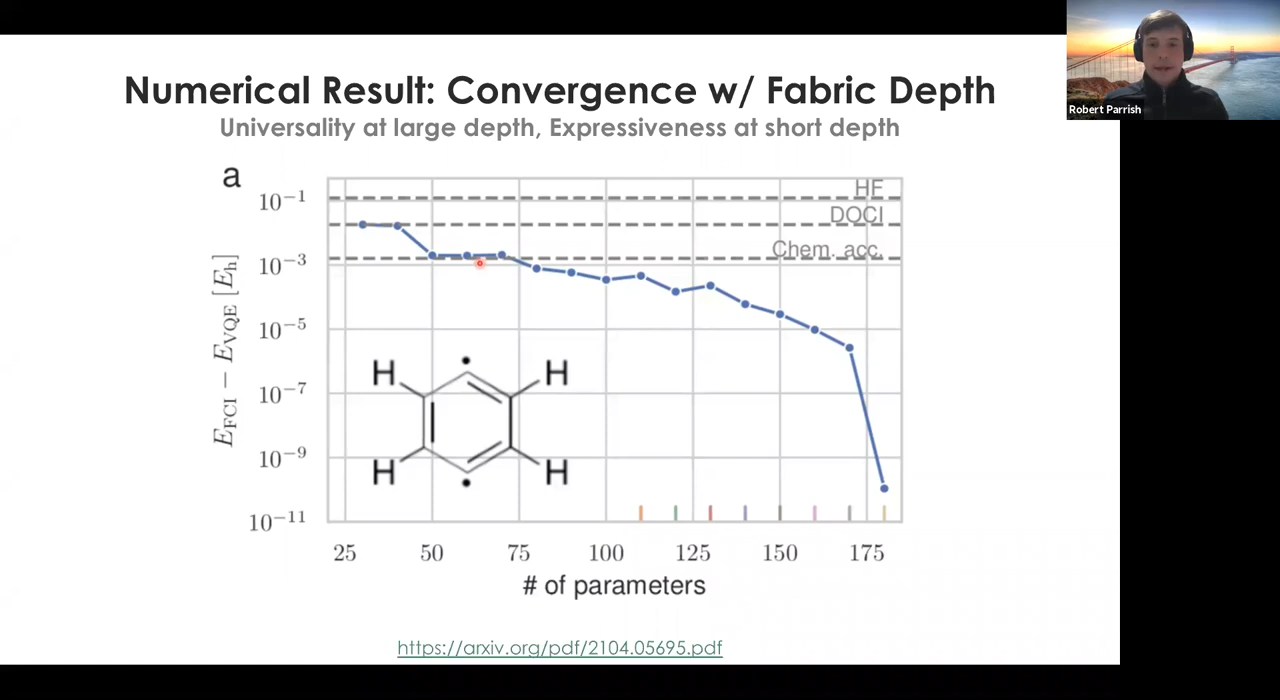 Numerical Result: Convergence w/ Fabric Depth
Universality at large depth, Expressiveness at short depth
Robert Parrish
a
HF
DOCI
Chem. acc.
10⁻¹
10⁻³
10⁻⁵
10⁻⁷
10⁻⁹
10⁻¹¹
E_FCI − E_VQE [E_h]
H H
H H
25 50 75 100 125 150 175
# of parameters
https://arxiv.org/pdf/2104.05695.pdf